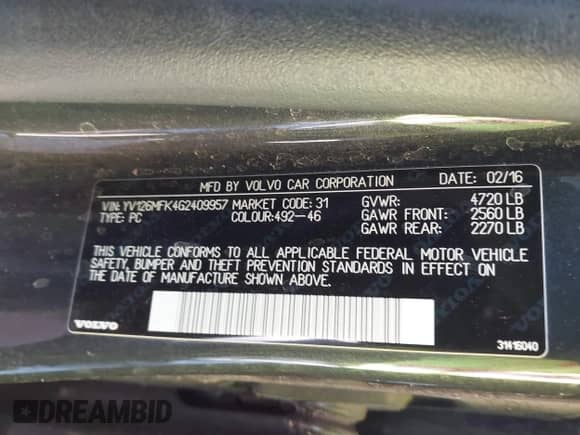 MFD BY VOLVO CAR CORPORATION DATE: 02/16
VIN: YV126MFK4G2409957 MARKET CODE: 31 GVWR: 4720 LB
TYPE: PC COLOUR:492-46 GAWR FRONT: 2560 LB
GAWR REAR: 2270 LB
THIS VEHICLE CONFORMS TO ALL APPLICABLE FEDERAL MOTOR VEHICLE
SAFETY, BUMPER AND THEFT PREVENTION STANDARDS IN EFFECT ON
THE DATE OF MANUFACTURE SHOWN ABOVE.
VOLVO 31416040
DREAMBID